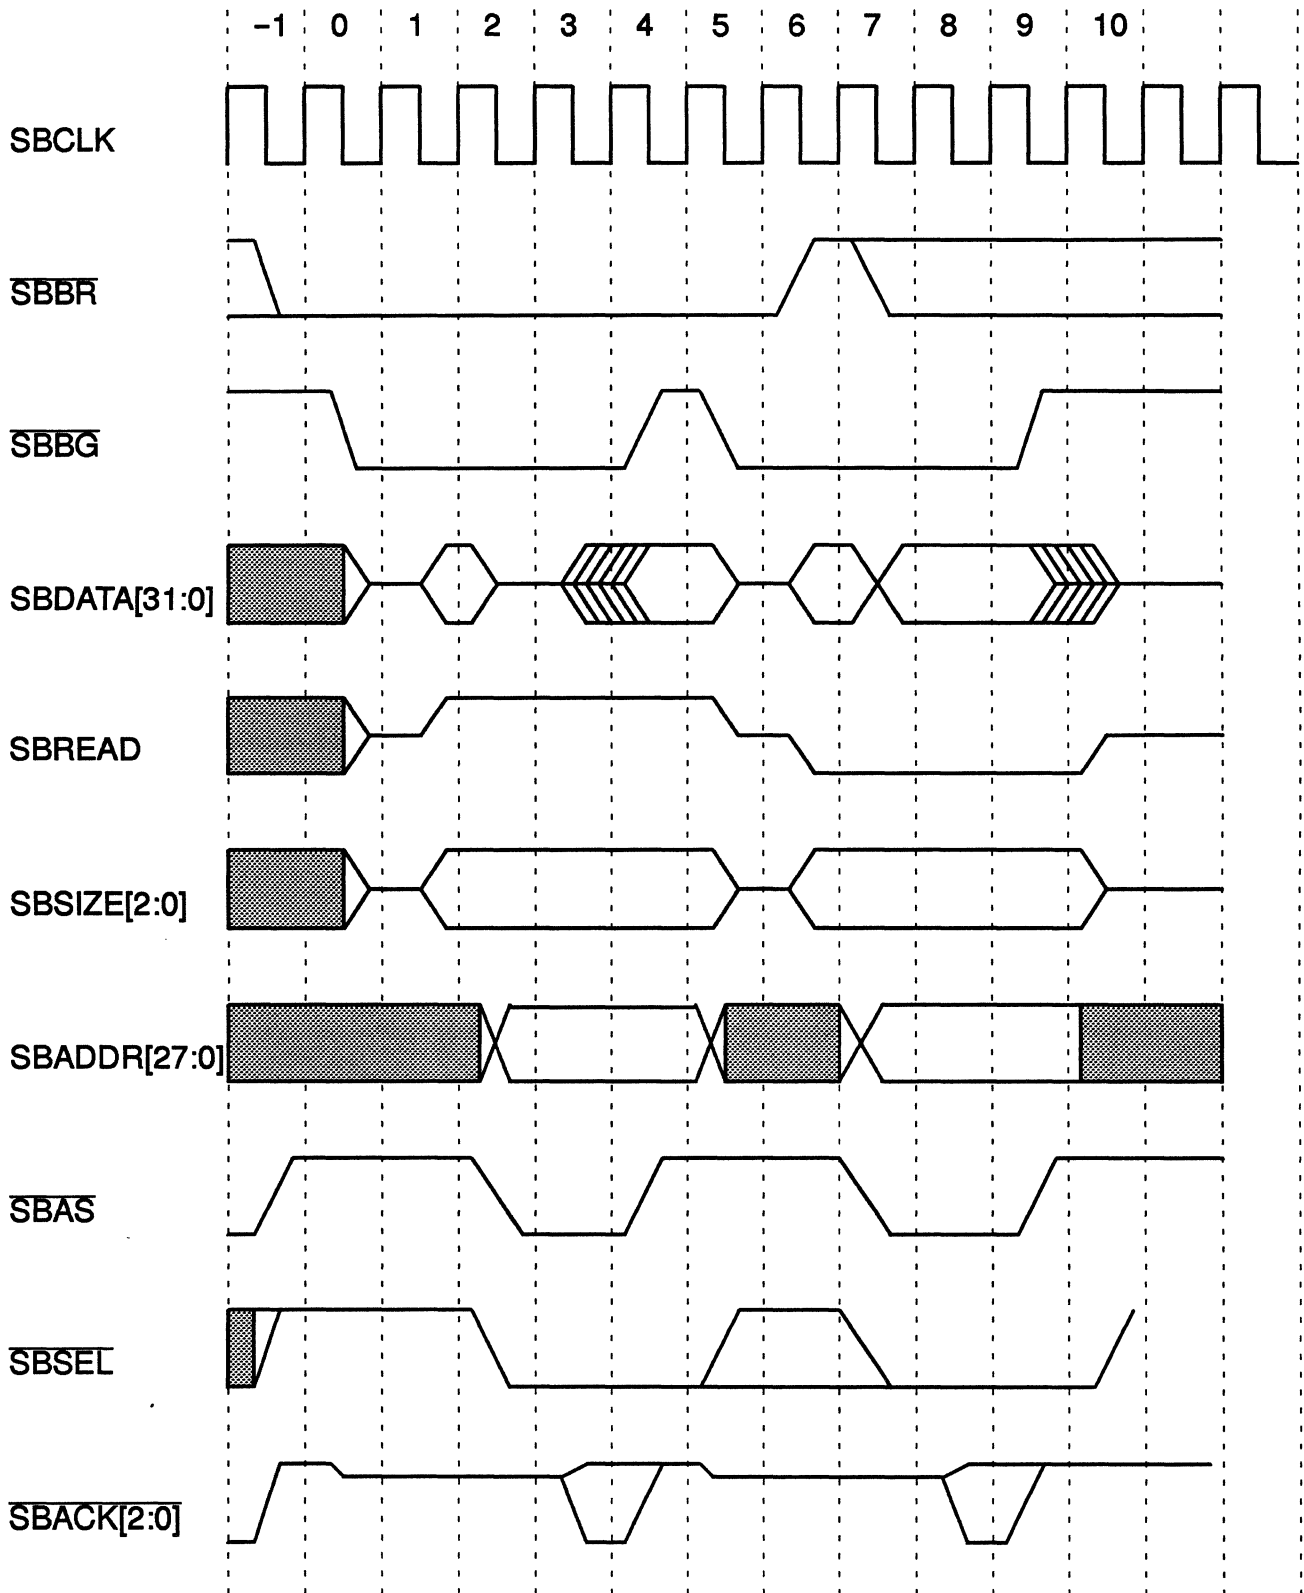 -1 0 1 2 3 4 5 6 7 8 9 10
SBCLK
SBBR
SBBG
SBDATA[31:0]
SBREAD
SBSIZE[2:0]
SBADDR[27:0]
SBAS
SBSEL
SBACK[2:0]